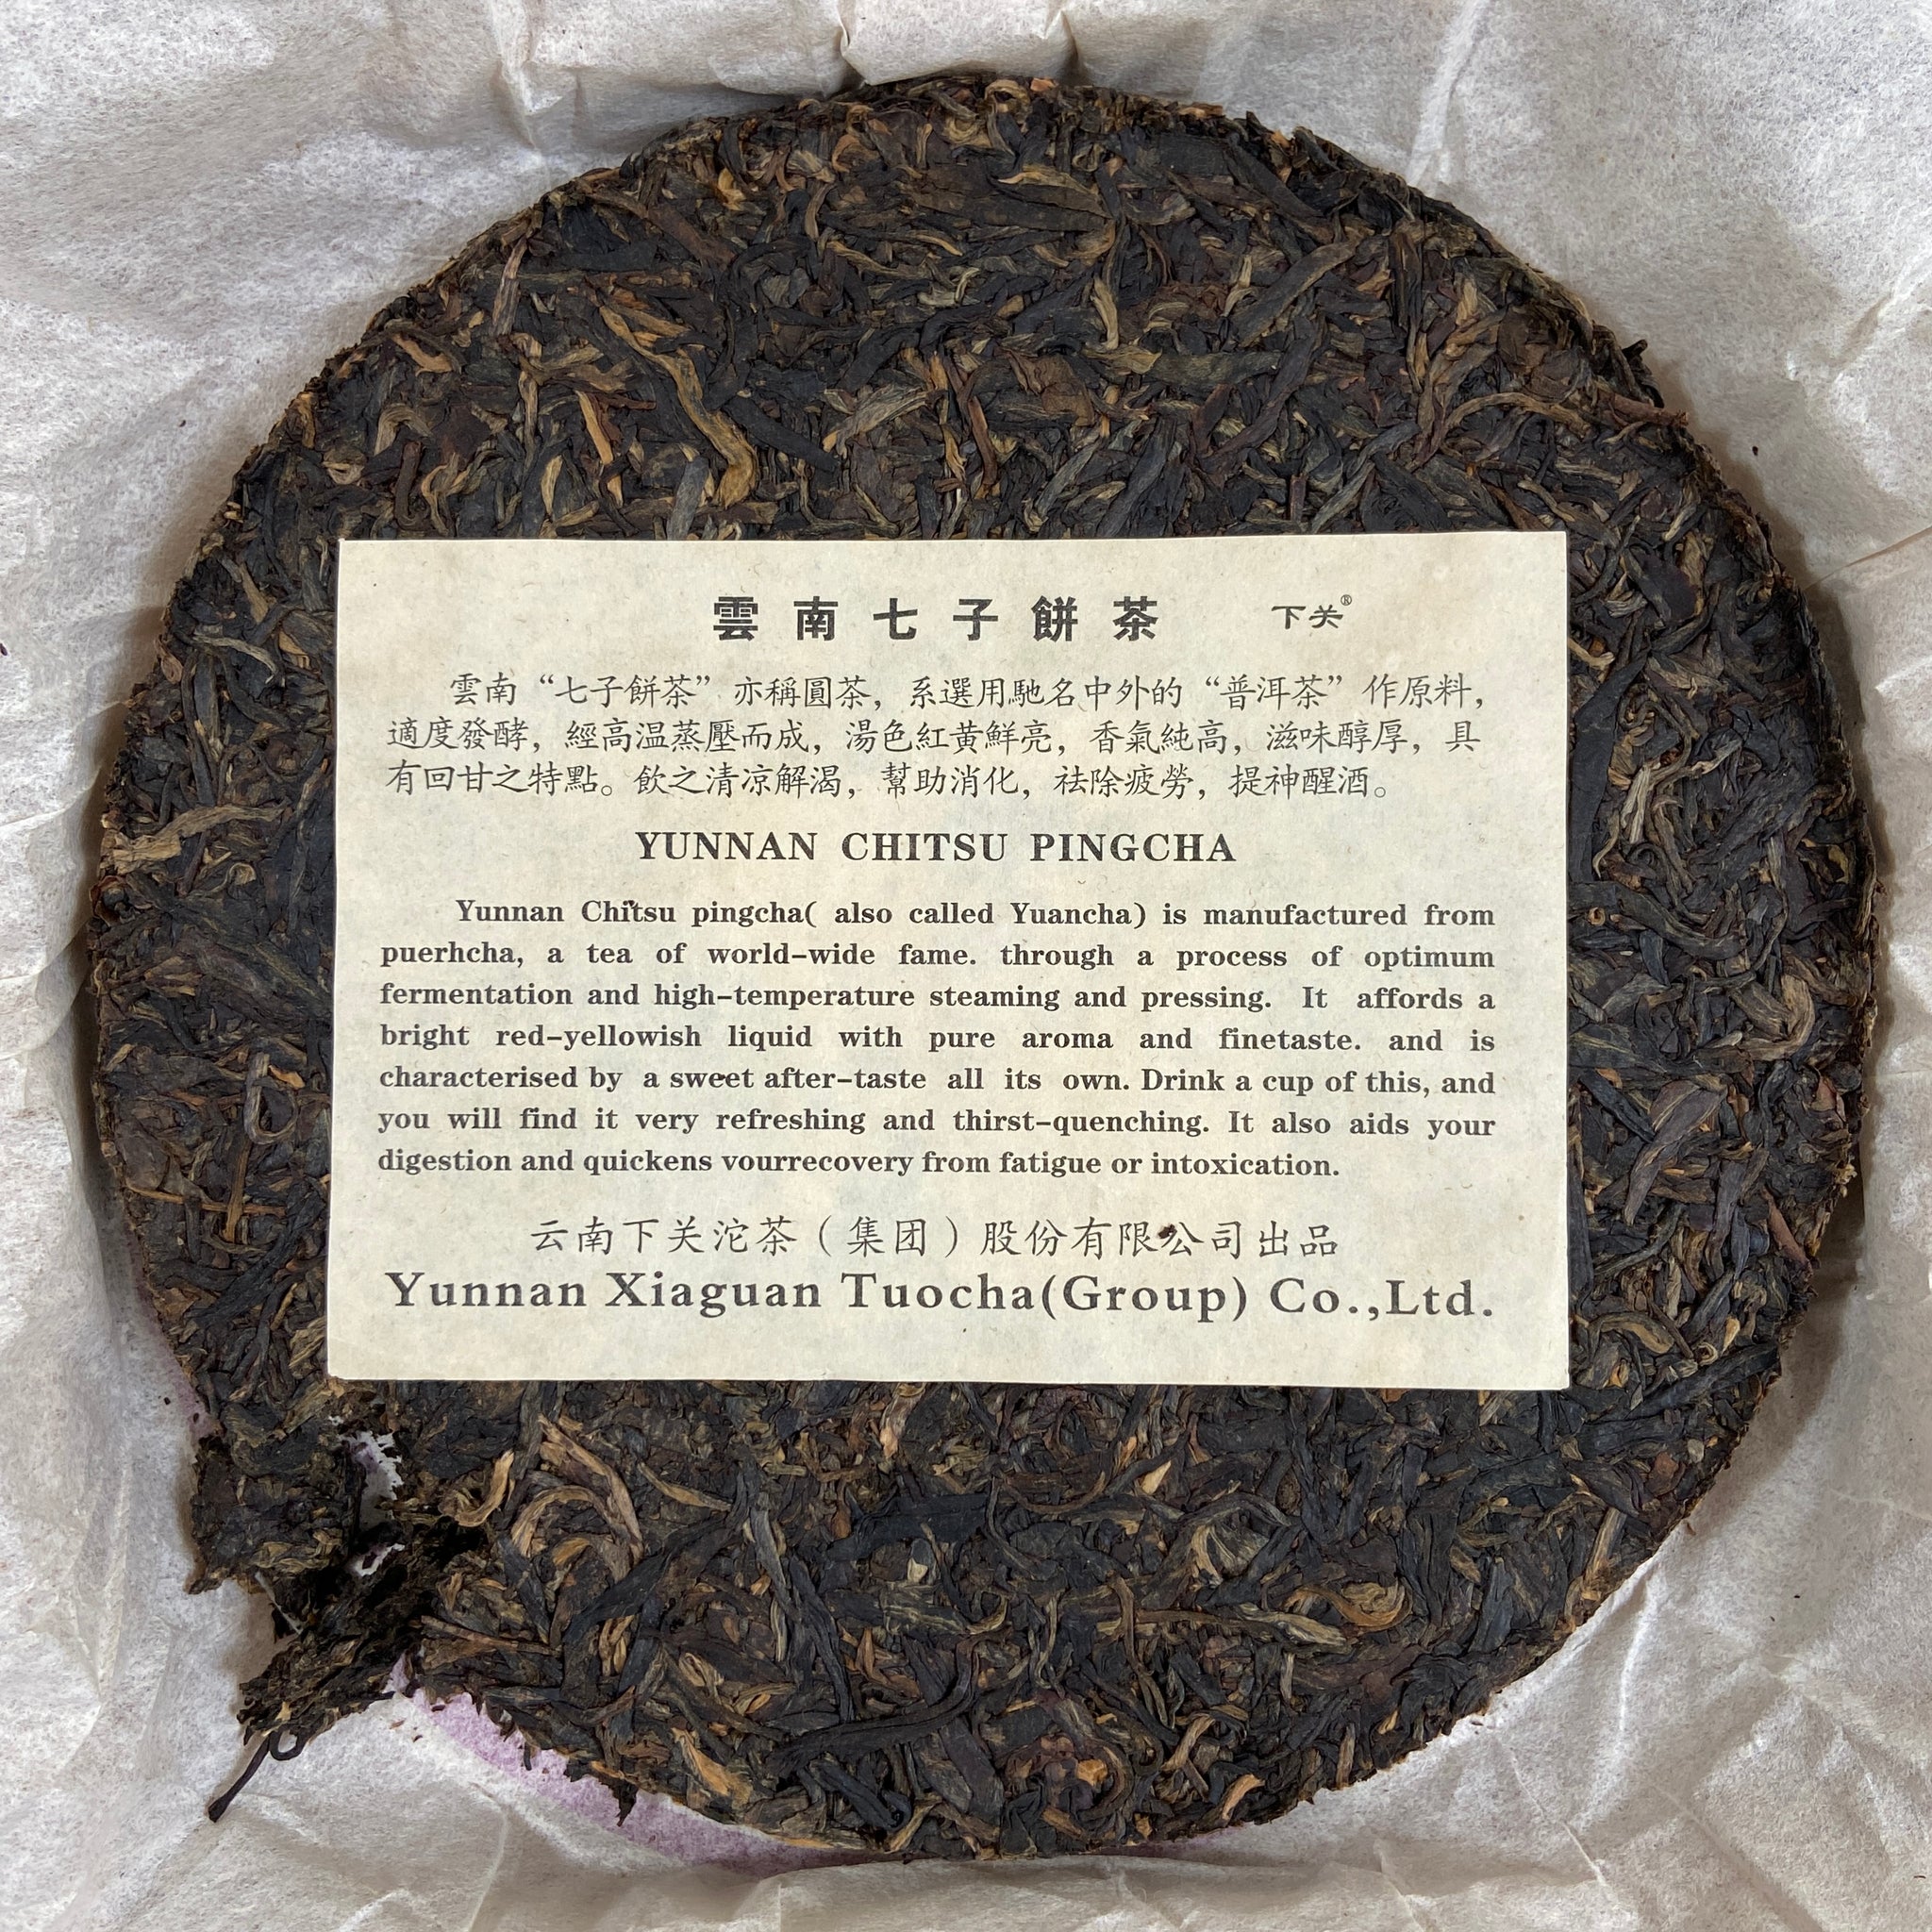 雲南七子餅茶 下关®
雲南“七子餅茶”亦稱圓茶，系選用馳名中外的“普洱茶”作原料，
適度發酵，經高温蒸壓而成，湯色紅黄鮮亮，香氣純高，滋味醇厚，具
有回甘之特點。飲之清凉解渴，幫助消化，祛除疲勞，提神醒酒。
YUNNAN CHITSU PINGCHA
Yunnan Chitsu pingcha( also called Yuancha) is manufactured from
puerhcha, a tea of world-wide fame. through a process of optimum
fermentation and high-temperature steaming and pressing. It affords a
bright red-yellowish liquid with pure aroma and finetaste. and is
characterised by a sweet after-taste all its own. Drink a cup of this, and
you will find it very refreshing and thirst-quenching. It also aids your
digestion and quickens vourrecovery from fatigue or intoxication.
云南下关沱茶（集团）股份有限公司出品
Yunnan Xiaguan Tuocha(Group) Co.,Ltd.